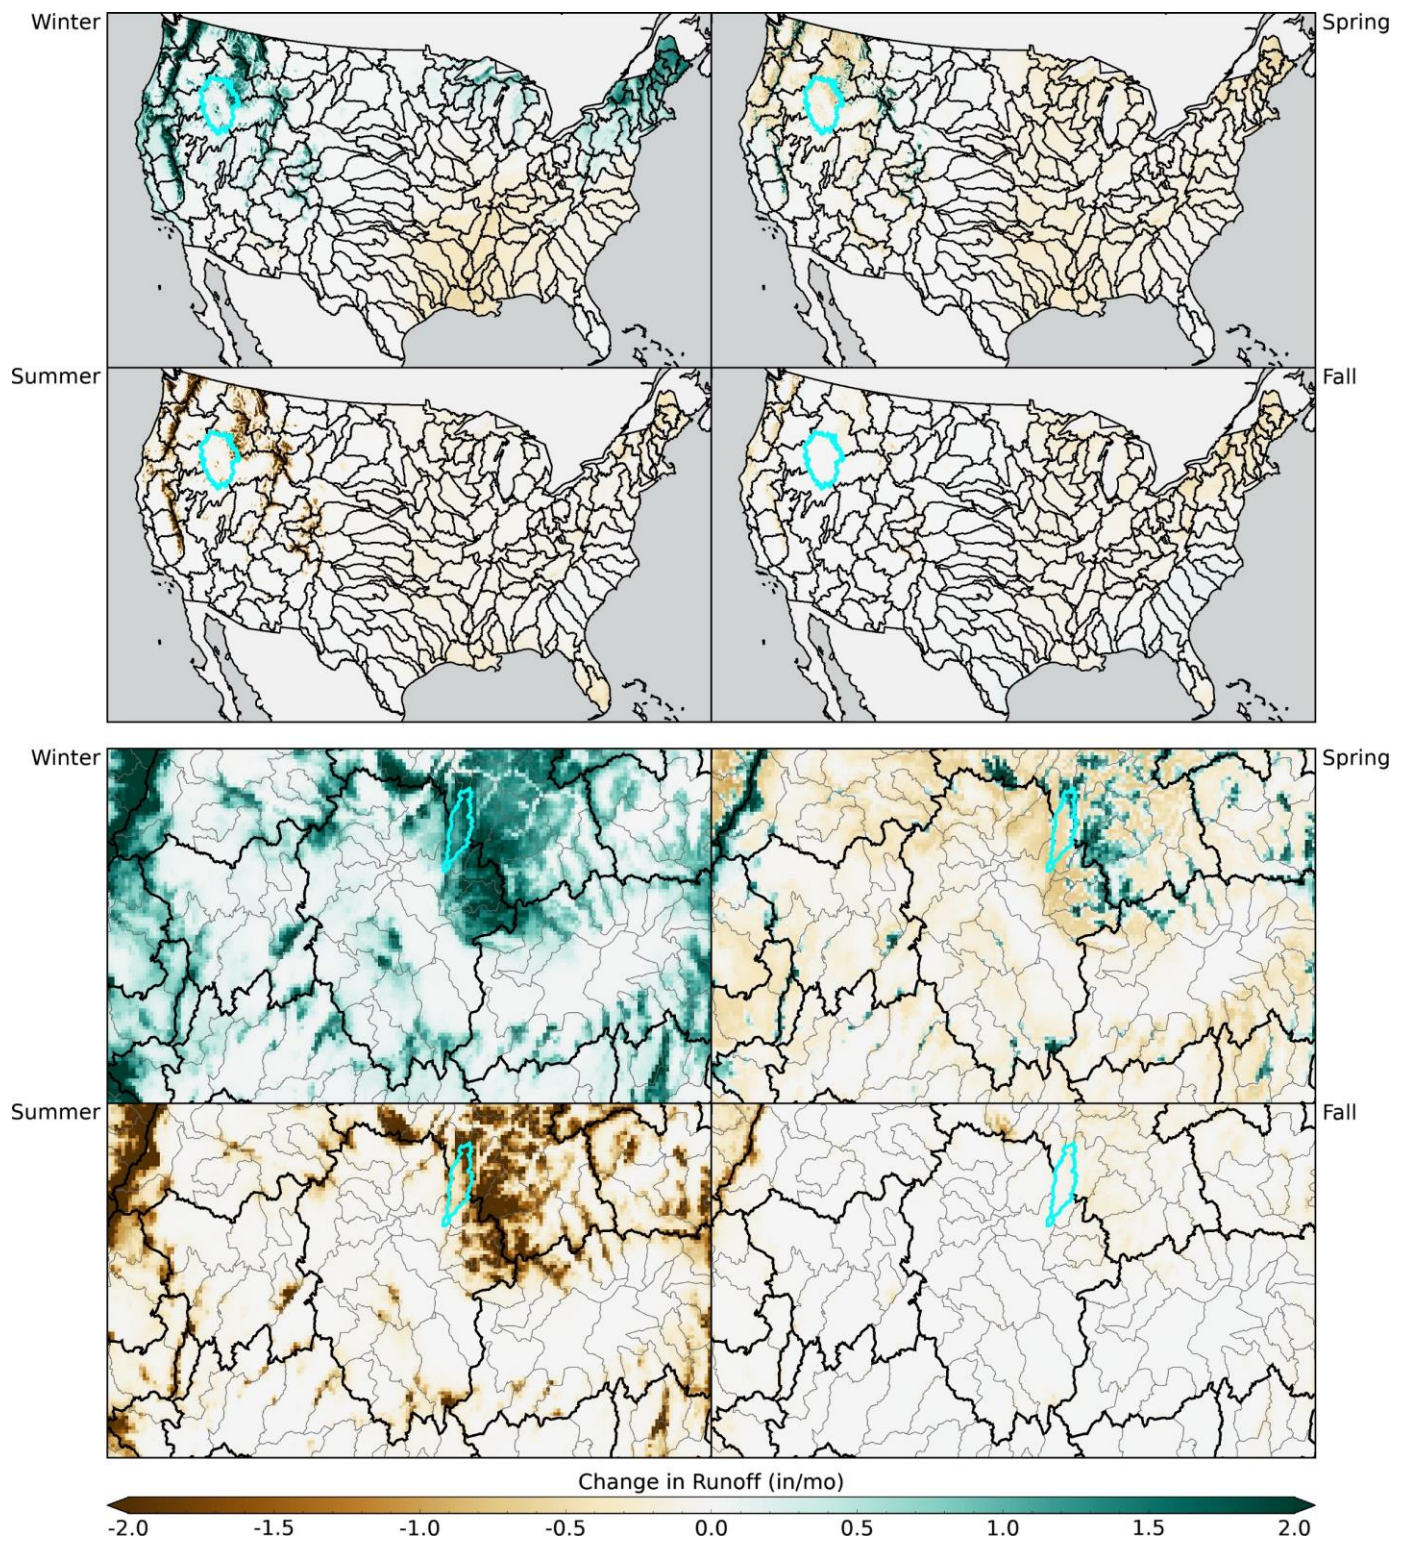 Winter
Spring
Summer
Fall
Winter
Spring
Summer
Fall
Change in Runoff (in/mo)
-2.0 -1.5 -1.0 -0.5 0.0 0.5 1.0 1.5 2.0